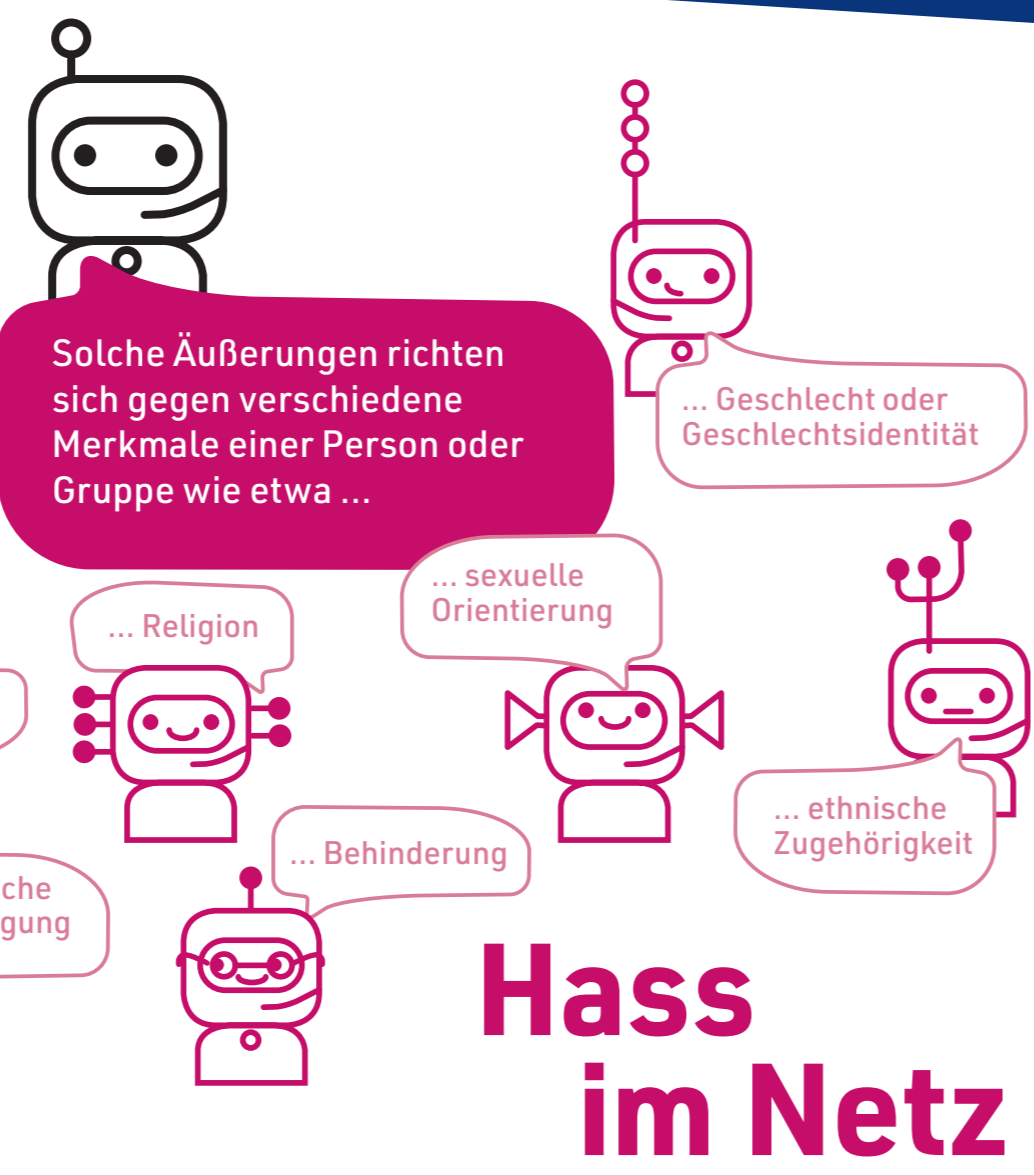 Solche Äußerungen richten
sich gegen verschiedene
Merkmale einer Person oder
Gruppe wie etwa ...
... Geschlecht oder
Geschlechtsidentität
... sexuelle
Orientierung
... Religion
... ethnische
Zugehörigkeit
... Behinderung
Hass
im Netz